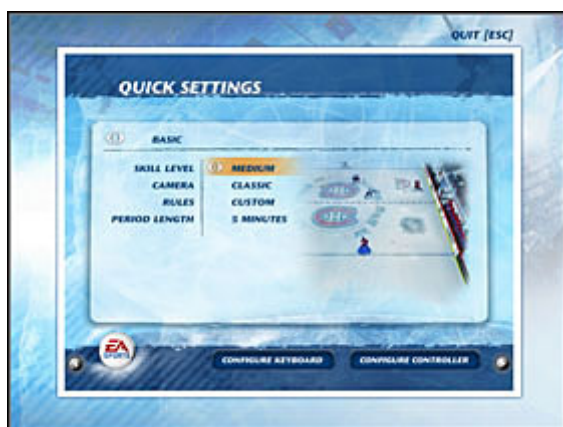 QUIT [ESC]
QUICK SETTINGS
BASIC
SKILL LEVEL MEDIUM
CAMERA CLASSIC
RULES CUSTOM
PERIOD LENGTH 5 MINUTES
EA
SPORTS
CONFIGURE KEYBOARD CONFIGURE CONTROLLER